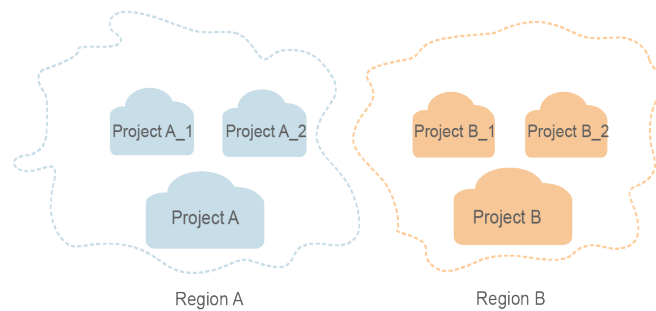 Project A_1
Project A_2
Project A
Region A
Project B_1
Project B_2
Project B
Region B